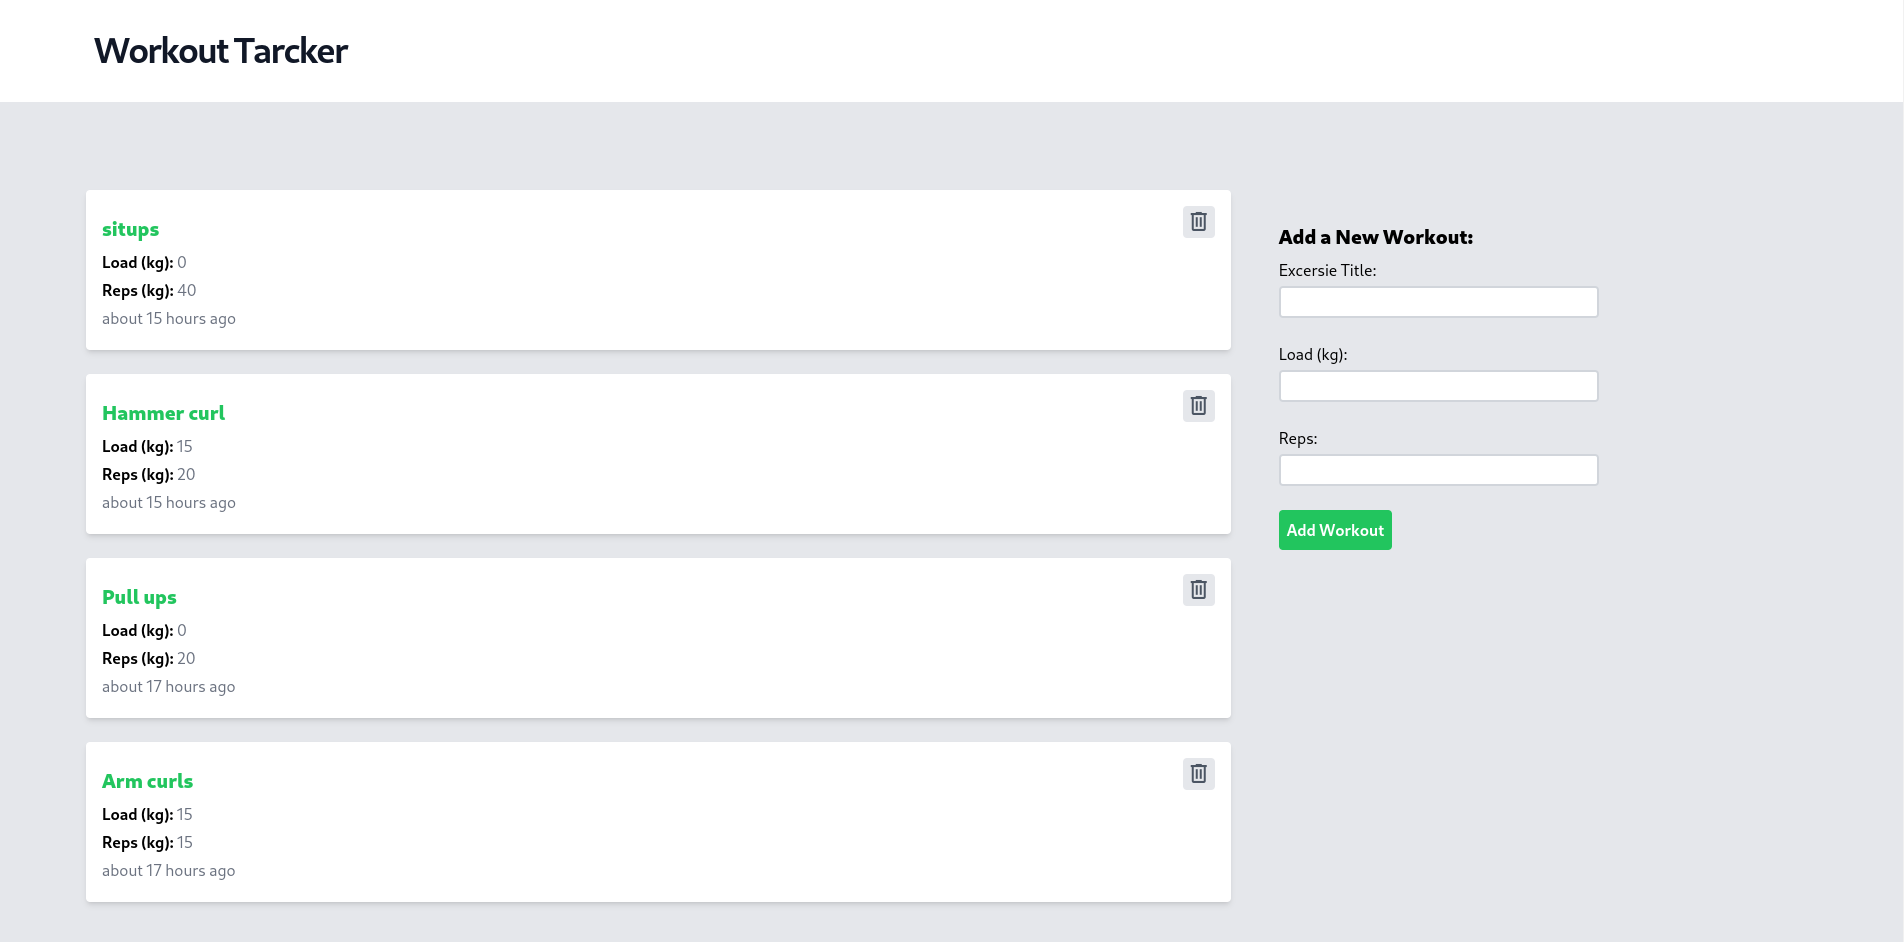 Workout Tarcker
situps
Load (kg): 0
Reps (kg): 40
about 15 hours ago
Hammer curl
Load (kg): 15
Reps (kg): 20
about 15 hours ago
Pull ups
Load (kg): 0
Reps (kg): 20
about 17 hours ago
Arm curls
Load (kg): 15
Reps (kg): 15
about 17 hours ago
Add a New Workout:
Excersie Title:
Load (kg):
Reps:
Add Workout